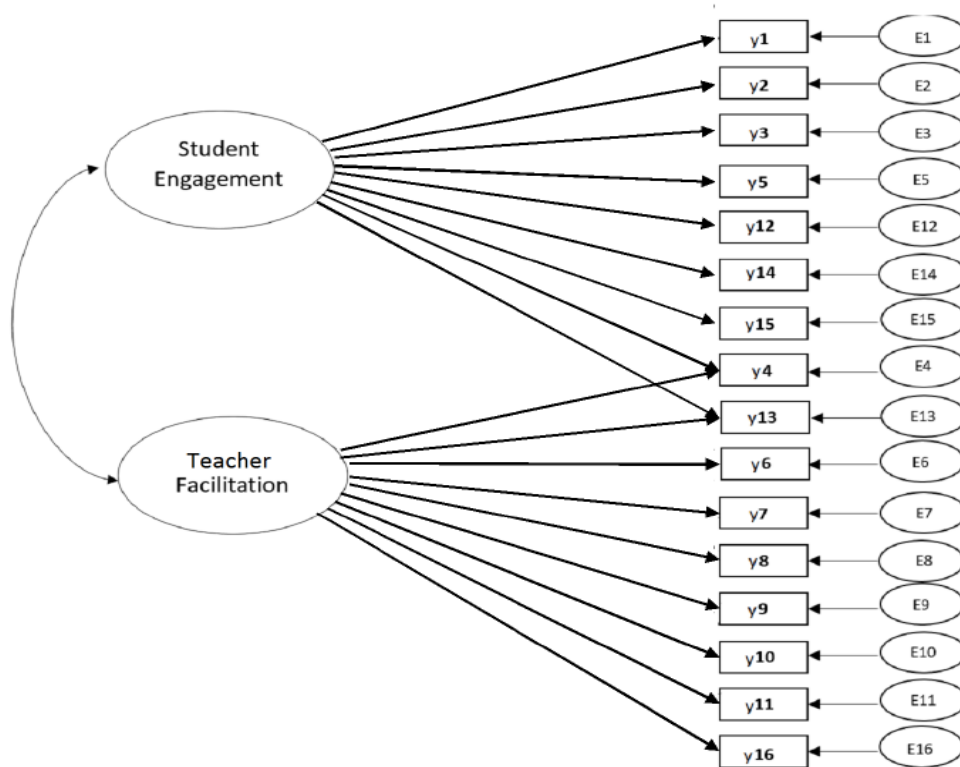 y1
E1
y2
E2
Student
Engagement
y3
E3
y5
E5
y12
E12
y14
E14
y15
E15
y4
E4
y13
E13
Teacher
Facilitation
y6
E6
y7
E7
y8
E8
y9
E9
y10
E10
y11
E11
y16
E16